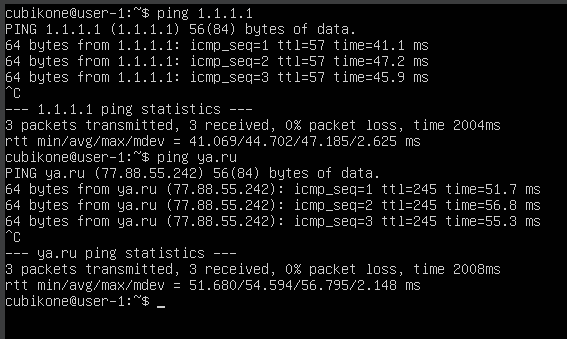 cubikone@user-1:~$ ping 1.1.1.1
PING 1.1.1.1 (1.1.1.1) 56(84) bytes of data.
64 bytes from 1.1.1.1: icmp_seq=1 ttl=57 time=41.1 ms
64 bytes from 1.1.1.1: icmp_seq=2 ttl=57 time=47.2 ms
64 bytes from 1.1.1.1: icmp_seq=3 ttl=57 time=45.9 ms
^C
--- 1.1.1.1 ping statistics ---
3 packets transmitted, 3 received, 0% packet loss, time 2004ms
rtt min/avg/max/mdev = 41.069/44.702/47.185/2.625 ms
cubikone@user-1:~$ ping ya.ru
PING ya.ru (77.88.55.242) 56(84) bytes of data.
64 bytes from ya.ru (77.88.55.242): icmp_seq=1 ttl=245 time=51.7 ms
64 bytes from ya.ru (77.88.55.242): icmp_seq=2 ttl=245 time=56.8 ms
64 bytes from ya.ru (77.88.55.242): icmp_seq=3 ttl=245 time=55.3 ms
^C
--- ya.ru ping statistics ---
3 packets transmitted, 3 received, 0% packet loss, time 2008ms
rtt min/avg/max/mdev = 51.680/54.594/56.795/2.148 ms
cubikone@user-1:~$ _